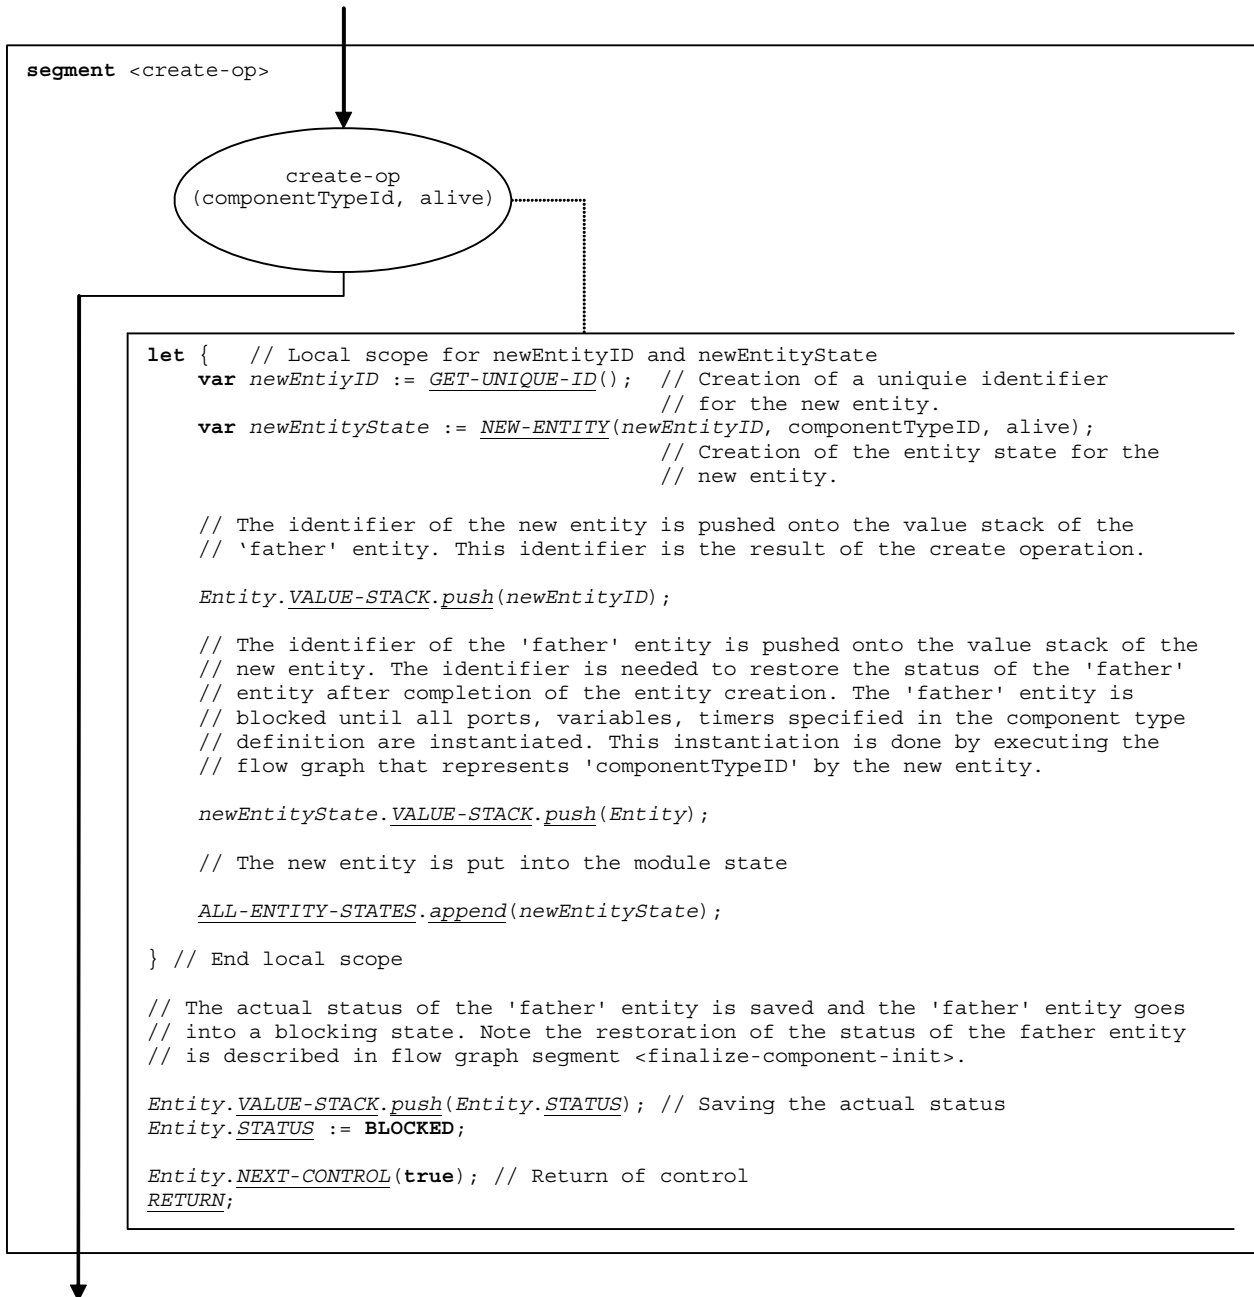 segment <create-op>
create-op
(componentTypeId, alive)
let {   // Local scope for newEntityID and newEntityState
    var newEntiyID := GET-UNIQUE-ID();  // Creation of a uniquie identifier
                                        // for the new entity.
    var newEntityState := NEW-ENTITY(newEntityID, componentTypeID, alive);
                                        // Creation of the entity state for the
                                        // new entity.
    // The identifier of the new entity is pushed onto the value stack of the
    // ‘father' entity. This identifier is the result of the create operation.
    Entity.VALUE-STACK.push(newEntityID);
    // The identifier of the 'father' entity is pushed onto the value stack of the
    // new entity. The identifier is needed to restore the status of the 'father'
    // entity after completion of the entity creation. The 'father' entity is
    // blocked until all ports, variables, timers specified in the component type
    // definition are instantiated. This instantiation is done by executing the
    // flow graph that represents 'componentTypeID' by the new entity.
    newEntityState.VALUE-STACK.push(Entity);
    // The new entity is put into the module state
    ALL-ENTITY-STATES.append(newEntityState);
} // End local scope
// The actual status of the 'father' entity is saved and the 'father' entity goes
// into a blocking state. Note the restoration of the status of the father entity
// is described in flow graph segment <finalize-component-init>.
Entity.VALUE-STACK.push(Entity.STATUS); // Saving the actual status
Entity.STATUS := BLOCKED;
Entity.NEXT-CONTROL(true); // Return of control
RETURN;